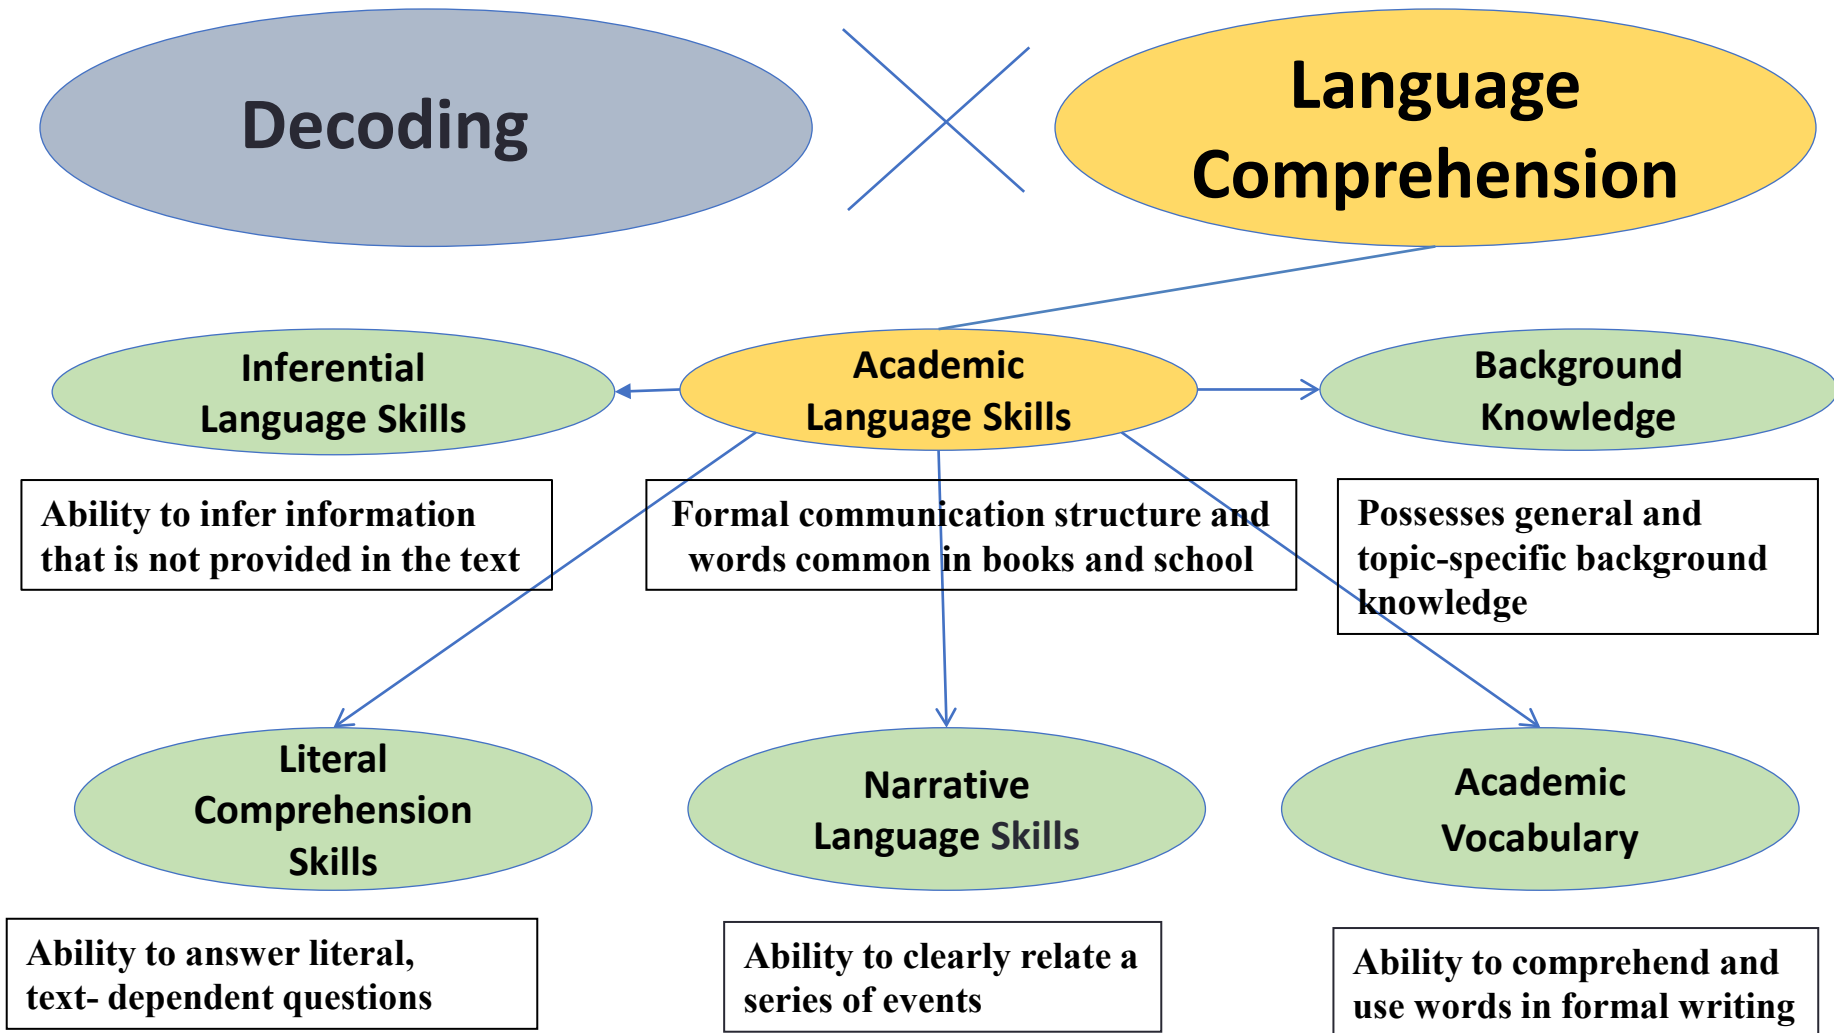 Decoding
Language
Comprehension
Inferential
Language Skills
Academic
Language Skills
Background
Knowledge
Ability to infer information
that is not provided in the text
Formal communication structure and
words common in books and school
Possesses general and
topic-specific background
knowledge
Literal
Comprehension
Skills
Narrative
Language Skills
Academic
Vocabulary
Ability to answer literal,
text- dependent questions
Ability to clearly relate a
series of events
Ability to comprehend and
use words in formal writing